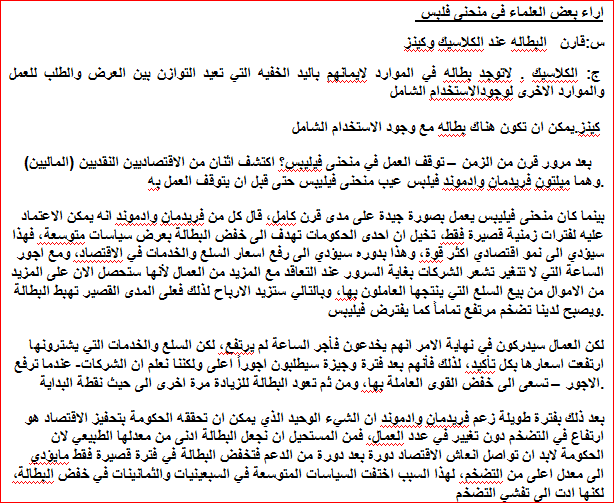 اراء بعض العلماء في منحنى فلبس
س:قارن البطاله عند الكلاسيك وكينز
ج: الكلاسيك , لاتوجد بطاله في الموارد لايمانهم باليد الخفيه التي تعيد التوازن بين العرض والطلب للعمل
والموارد الاخرى لوجودالاستخدام الشامل
كينز.يمكن ان تكون هناك بطاله مع وجود الاستخدام الشامل
بعد مرور قرن من الزمن – توقف العمل في منحنى فيليبس؟ اكتشف اثنان من الاقتصاديين النقديين (الماليين)
.وهما ميلتون فريدمان وادموند فيلبس عيب منحنى فيليبس حتى قبل ان يتوقف العمل به
بينما كان منحنى فيليبس يعمل بصورة جيدة على مدى قرن كامل، قال كل من فريدمان وادموند انه يمكن الاعتماد
عليه لفترات زمنية قصيرة فقط، تخيل ان احدى الحكومات تهدف الى خفض البطالة بعرض سياسات متوسعة، فهذا
سيؤدي الى نمو اقتصادي اكثر قوة، وهذا بدوره سيؤدي الى رفع اسعار السلع والخدمات في الاقتصاد، ومع اجور
الساعة التي لا تتغير تشعر الشركات بغاية السرور عند التعاقد مع المزيد من العمال لأنها ستحصل الان على المزيد
من الاموال من بيع السلع التي ينتجها العاملون بها، وبالتالي ستزيد الارباح لذلك فعلى المدى القصير تهبط البطالة
.ويصبح لدينا تضخم مرتفع تماماً كما يفترض فيليبس
لكن العمال سيدركون في نهاية الامر انهم يخدعون فأجر الساعة لم يرتفع، لكن السلع والخدمات التي يشترونها
ارتفعت اسعارها بكل تأكيد، لذلك فأنهم بعد فترة وجيزة سيطلبون اجوراً اعلى ولكننا نعلم ان الشركات- عندما ترفع
.الاجور – تسعى الى خفض القوى العاملة بها، ومن ثم تعود البطالة للزيادة مرة اخرى الى حيث نقطة البداية
بعد ذلك بفترة طويلة زعم فريدمان وادموند ان الشيء الوحيد الذي يمكن ان تحققه الحكومة بتحفيز الاقتصاد هو
ارتفاع في التضخم دون تغيير في عدد العمال، فمن المستحيل ان نجعل البطالة ادنى من معدلها الطبيعي لان
الحكومة لابد ان تواصل انعاش الاقتصاد دورة بعد دورة من الدعم فتخفض البطالة في فترة قصيرة فقط مايؤدي
الى معدل اعلى من التضخم، لهذا السبب اختفت السياسات المتوسعة في السبعينيات والثمانينات في خفض البطالة،
لكنها ادت الى تفشي التضخم